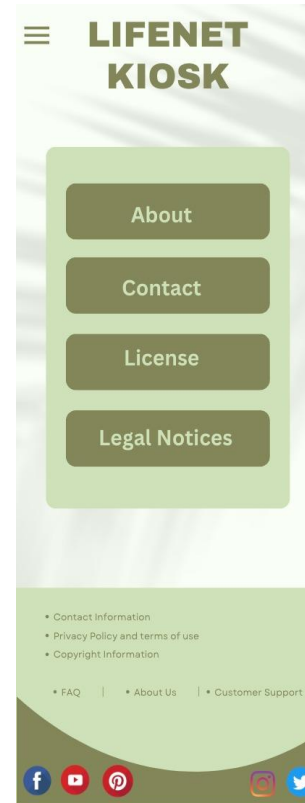 LIFENET
KIOSK
About
Contact
License
Legal Notices
• Contact Information
• Privacy Policy and terms of use
• Copyright Information
• FAQ | • About Us | • Customer Support